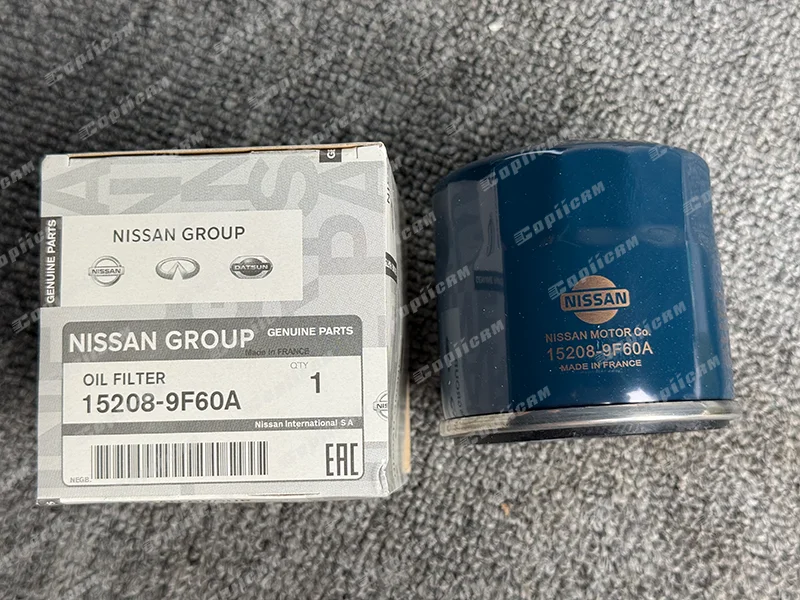 GENUINE PARTS
NISSAN GROUP
NISSAN
DATSUN
NISSAN GROUP GENUINE PARTS
Made in FRANCE
OIL FILTER
QTY
1
15208-9F60A
Nissan International S A
EAC
NISSAN
NISSAN MOTOR Co.
15208-9F60A
MADE IN FRANCE
CopiiCRM